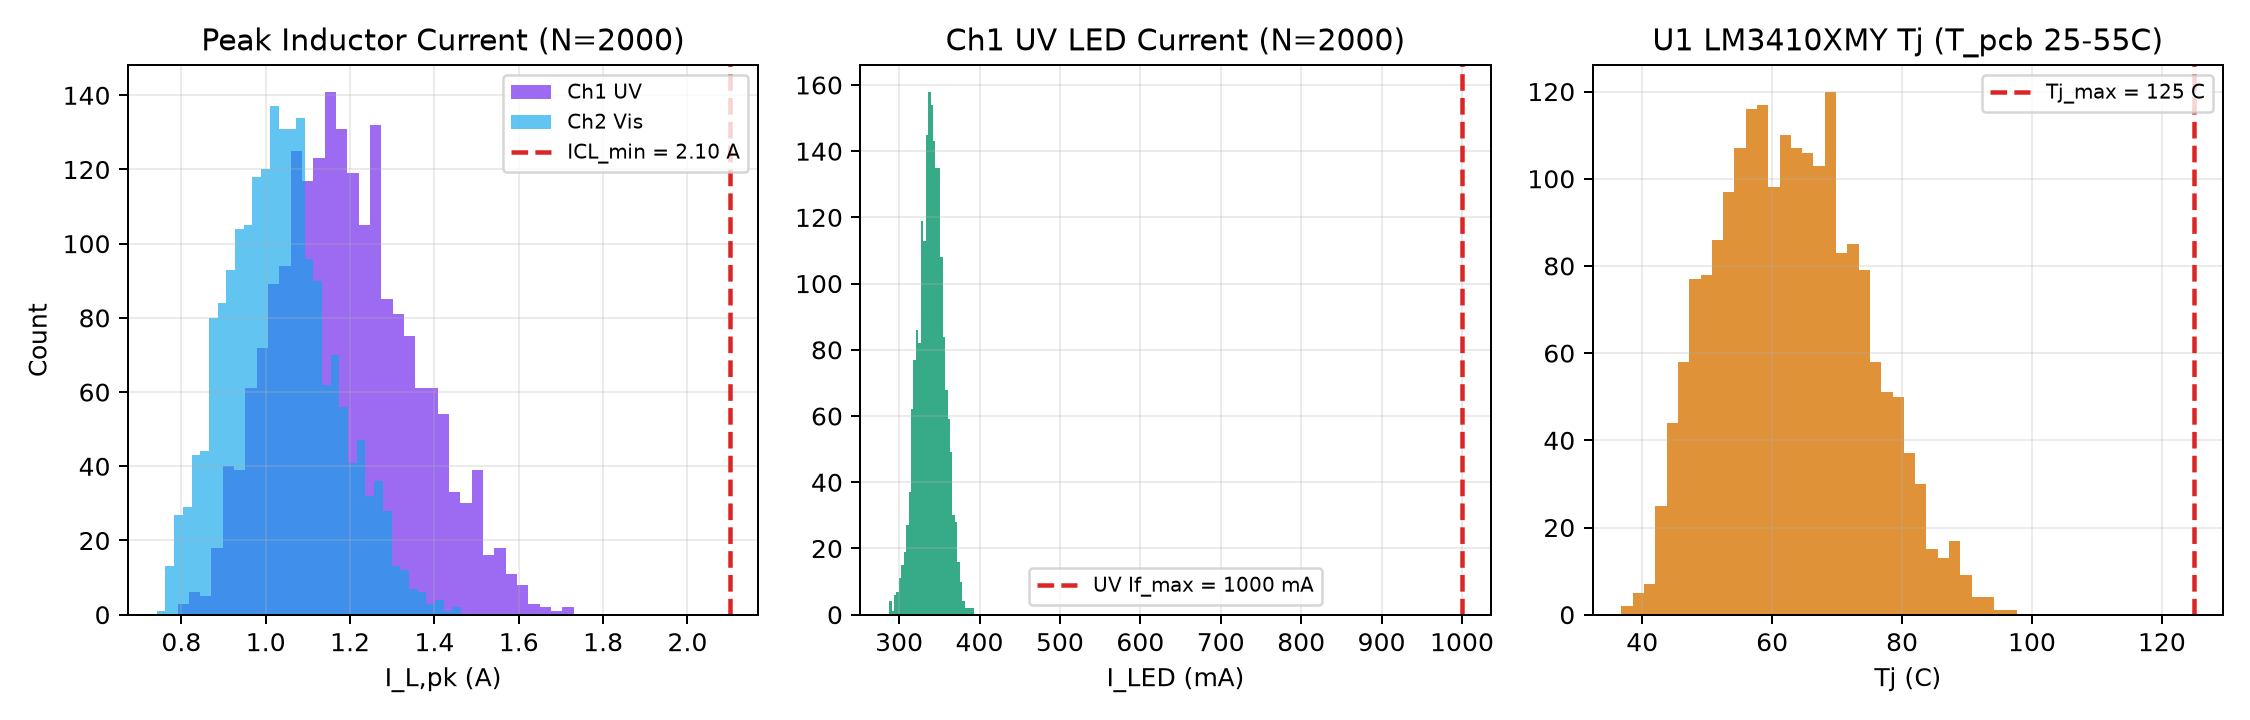 Peak Inductor Current (N=2000)
Count
140
120
100
80
60
40
20
0
0.8 1.0 1.2 1.4 1.6 1.8 2.0
I_L,pk (A)
Ch1 UV
Ch2 Vis
ICL_min = 2.10 A
Ch1 UV LED Current (N=2000)
160
140
120
100
80
60
40
20
0
300 400 500 600 700 800 900 1000
I_LED (mA)
UV If_max = 1000 mA
U1 LM3410XMY Tj (T_pcb 25-55C)
120
100
80
60
40
20
0
40 60 80 100 120
Tj (C)
Tj_max = 125 C